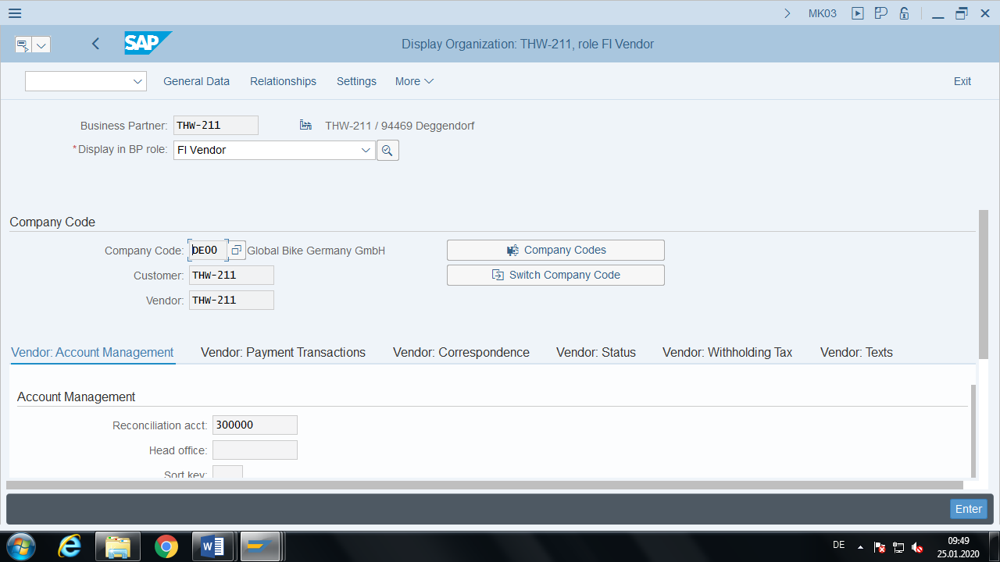 MK03
SAP
Display Organization: THW-211, role FI Vendor
General Data Relationships Settings More Exit
Business Partner: THW-211 THW-211 / 94469 Deggendorf
*Display in BP role: FI Vendor
Company Code
Company Code: DE00 Global Bike Germany GmbH Company Codes
Customer: THW-211 Switch Company Code
Vendor: THW-211
Vendor: Account Management Vendor: Payment Transactions Vendor: Correspondence Vendor: Status Vendor: Withholding Tax Vendor: Texts
Account Management
Reconciliation acct: 300000
Head office:
Sort key:
Enter
DE 09:49
25.01.2020